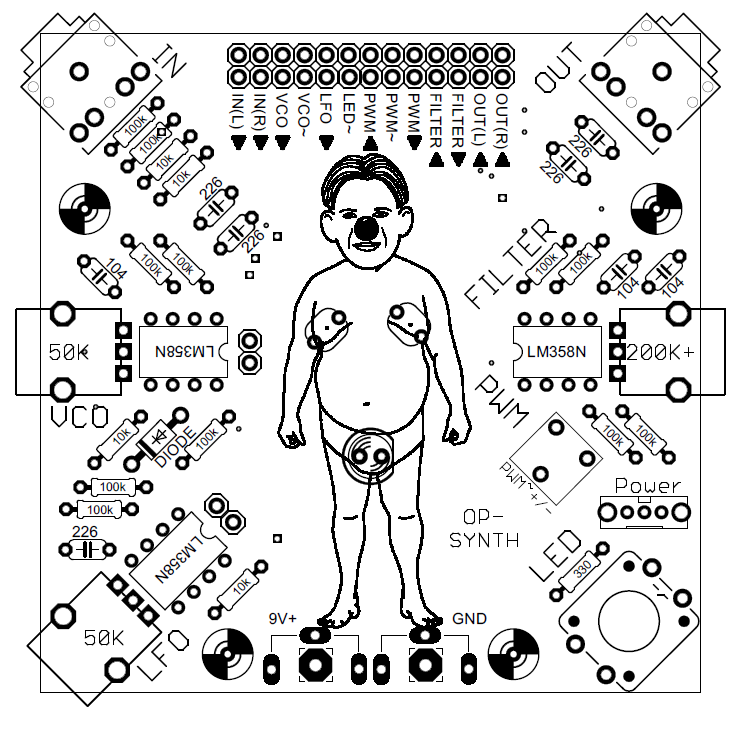 IN
OUT
IN(L)
IN(R)
VCO
VCO~
LFO
LED~
PWM
PWM~
PWM
FILTER
FILTER
OUT(L)
OUT(R)
100k
100k
10k
10k
226
226
226
226
104
100k
100k
FILTER
100k
100k
104
104
50K
LM358N
LM358N
200K+
VCO
PWM
10k
DIODE
100k
100k
100k
100k
100k
PWM~+/-
Power
226
LM358N
OP-
SYNTH
LED
330
10k
50K
LFO
9V+
GND